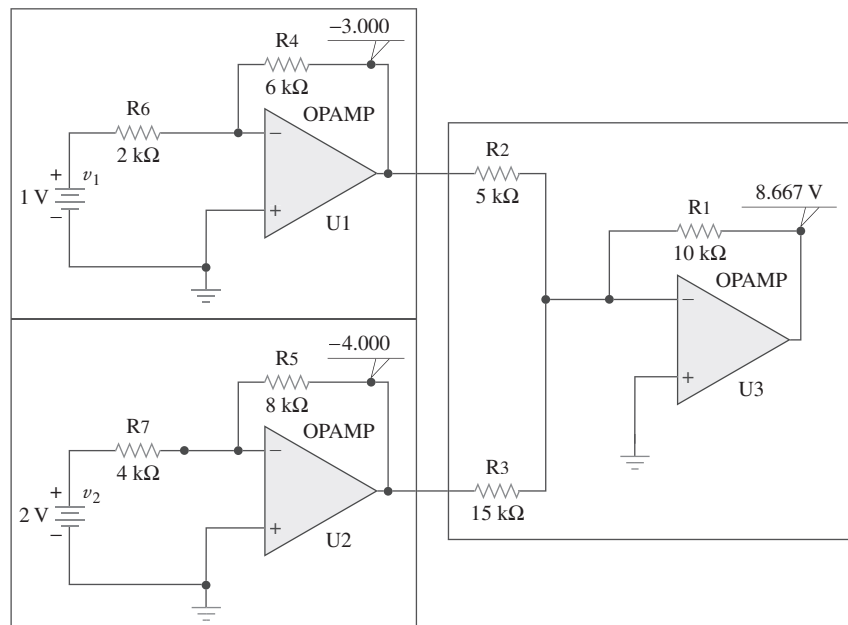 −3.000
R4
6 kΩ
OPAMP
R6
2 kΩ
+
v1
1 V
−
−
+
U1
R2
5 kΩ
8.667 V
R1
10 kΩ
OPAMP
−
+
U3
−4.000
R5
8 kΩ
OPAMP
R7
4 kΩ
+
v2
2 V
−
−
+
U2
R3
15 kΩ